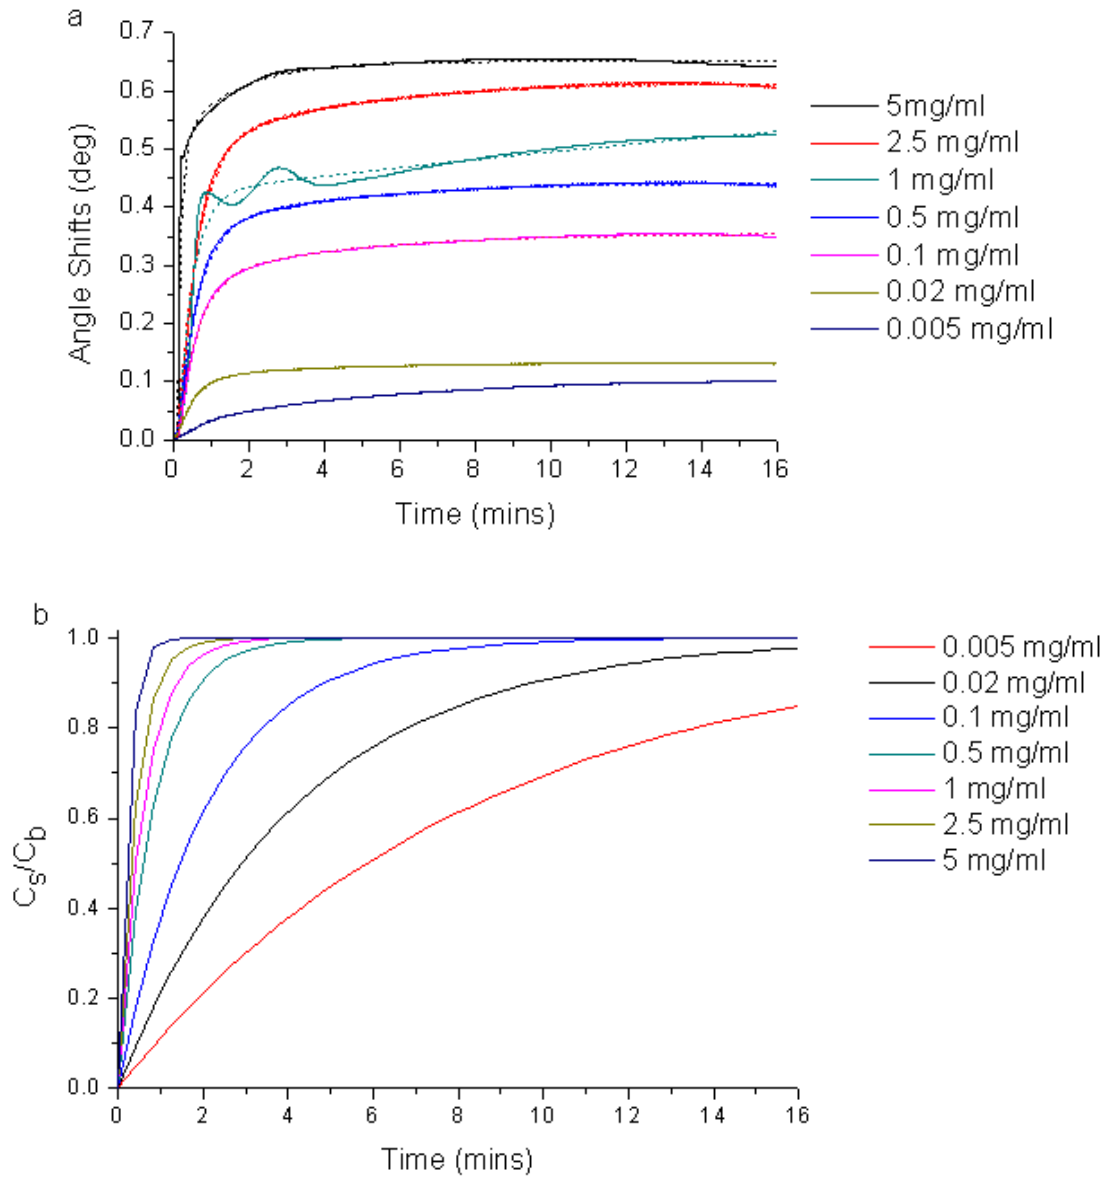 a
0.7
0.6
0.5
0.4
0.3
0.2
0.1
0.0
Angle Shifts (deg)
0 2 4 6 8 10 12 14 16
Time (mins)
5mg/ml
2.5 mg/ml
1 mg/ml
0.5 mg/ml
0.1 mg/ml
0.02 mg/ml
0.005 mg/ml
b
1.0
0.8
0.6
0.4
0.2
0.0
Cs/Cb
0 2 4 6 8 10 12 14 16
Time (mins)
0.005 mg/ml
0.02 mg/ml
0.1 mg/ml
0.5 mg/ml
1 mg/ml
2.5 mg/ml
5 mg/ml